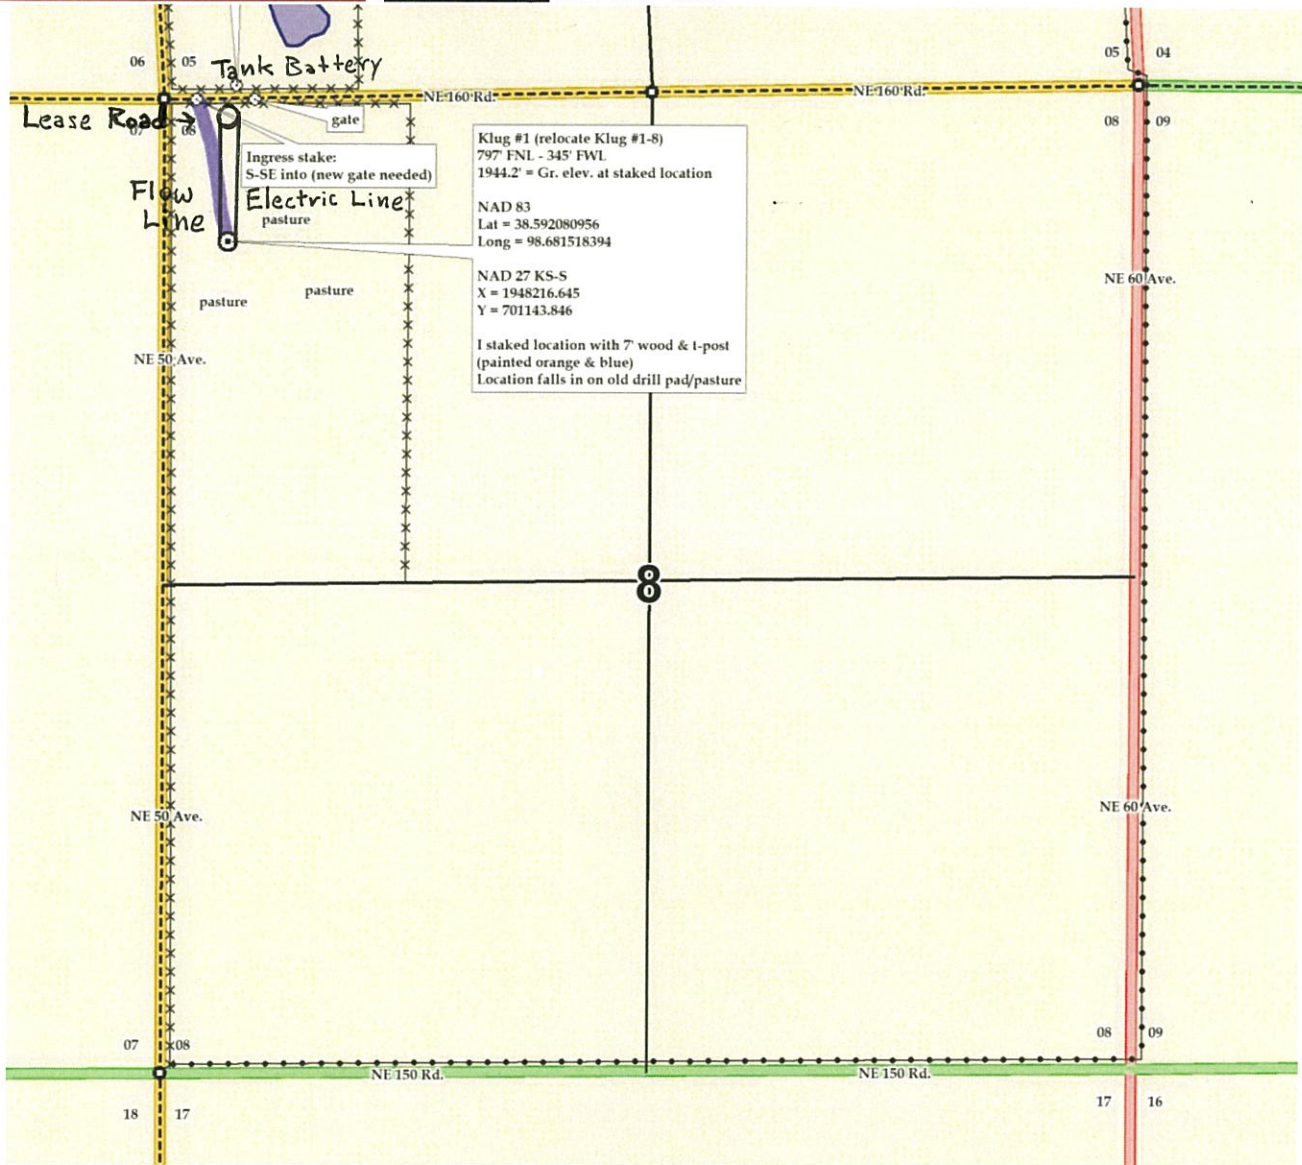 06
05
05
04
Tank Battery
NE 160 Rd.
NE 160 Rd.
Lease Road
gate
07
08
08
09
Klug #1 (relocate Klug #1-8)
797' FNL - 345' FWL
1944.2' = Gr. elev. at staked location
NAD 83
Lat = 38.592080956
Long = 98.681518394
NAD 27 KS-S
X = 1948216.645
Y = 701143.846
I staked location with 7' wood & t-post
(painted orange & blue)
Location falls in on old drill pad/pasture
Ingress stake:
S-SE into (new gate needed)
Flow
Line
Electric Line
pasture
pasture
pasture
NE 60 Ave.
NE 50 Ave.
8
8
NE 50 Ave.
NE 60 Ave.
07
08
08
09
NE 150 Rd.
NE 150 Rd.
18
17
17
16